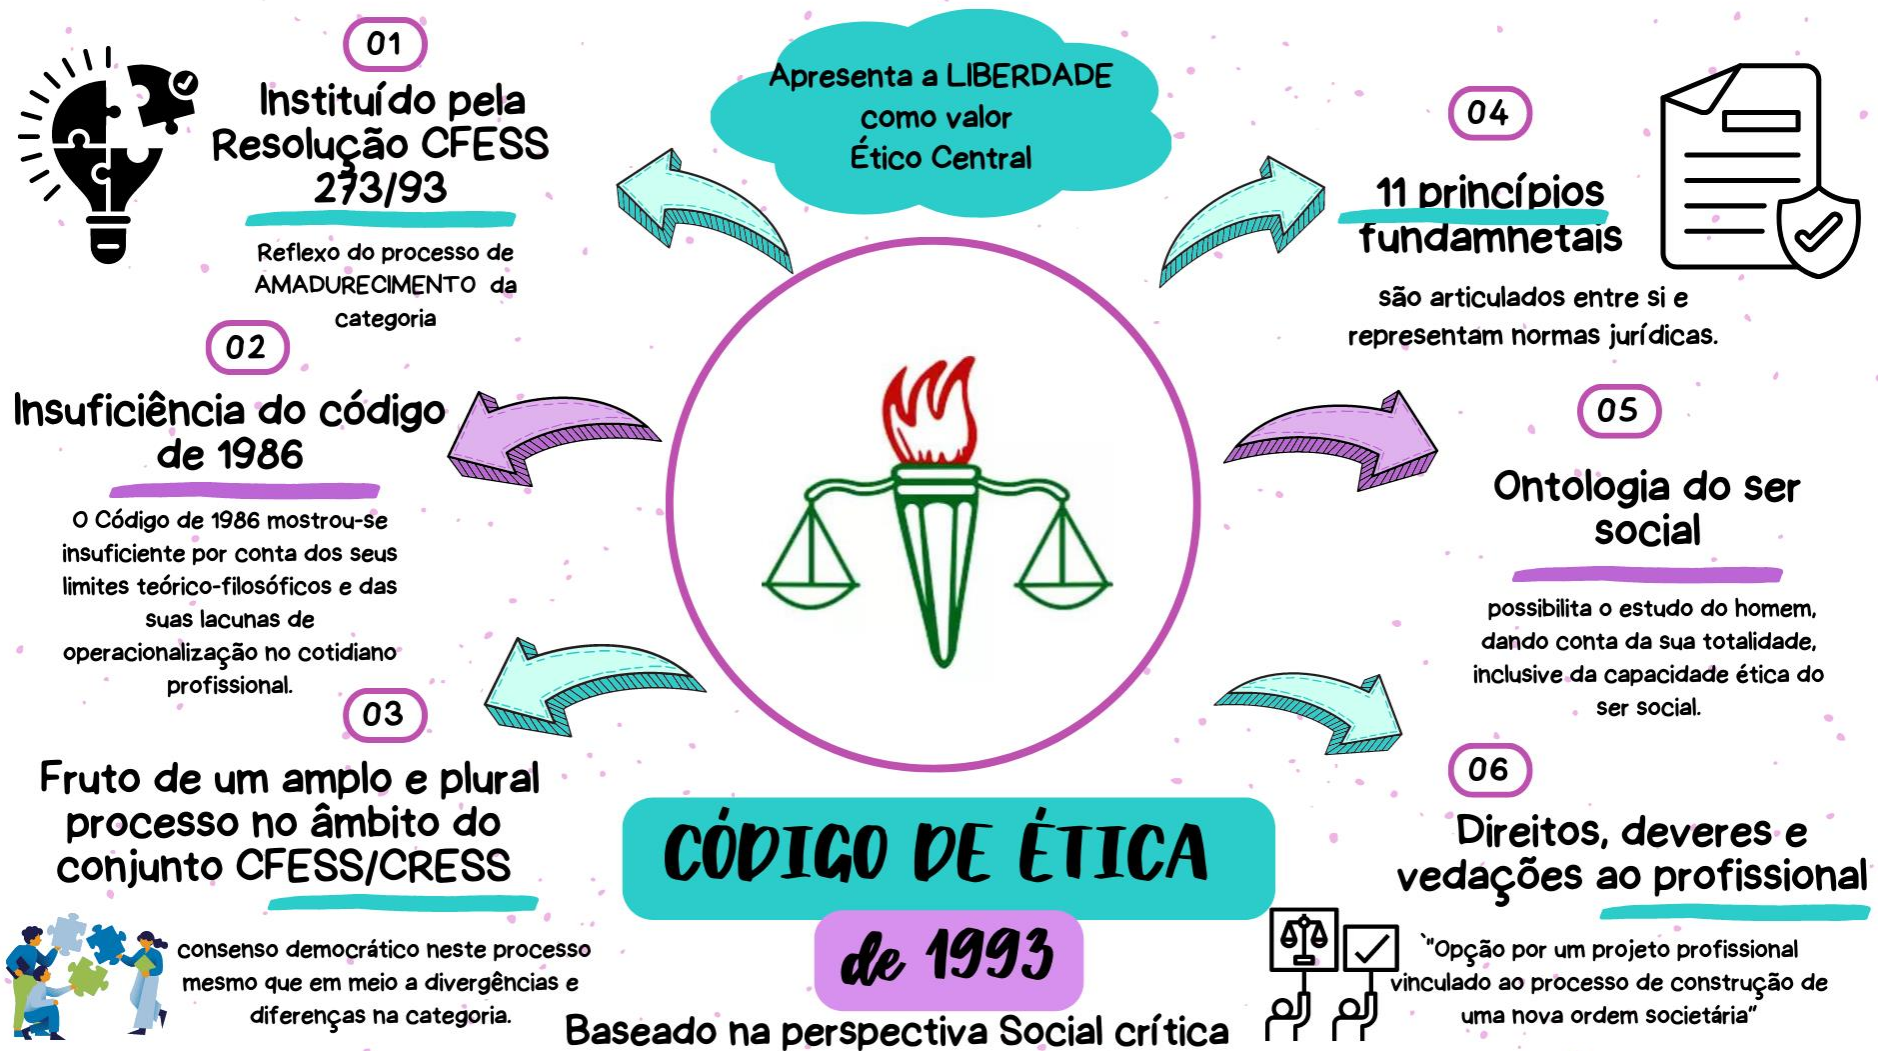 01
Instituído pela
Resolução CFESS
273/93
Reflexo do processo de
AMADURECIMENTO da
categoria
02
Insuficiência do código
de 1986
O Código de 1986 mostrou-se
insuficiente por conta dos seus
limites teórico-filosóficos e das
suas lacunas de
operacionalização no cotidiano
profissional.
03
Fruto de um amplo e plural
processo no âmbito do
conjunto CFESS/CRESS
consenso democrático neste processo
mesmo que em meio a divergências e
diferenças na categoria.
Apresenta a LIBERDADE
como valor
Ético Central
CÓDIGO DE ÉTICA
de 1993
Baseado na perspectiva Social crítica
04
11 princípios
fundamnetais
são articulados entre si e
representam normas jurídicas.
05
Ontologia do ser
social
possibilita o estudo do homem,
dando conta da sua totalidade,
inclusive da capacidade ética do
ser social.
06
Direitos, deveres e
vedações ao profissional
`"Opção por um projeto profissional
vinculado ao processo de construção de
uma nova ordem societária"